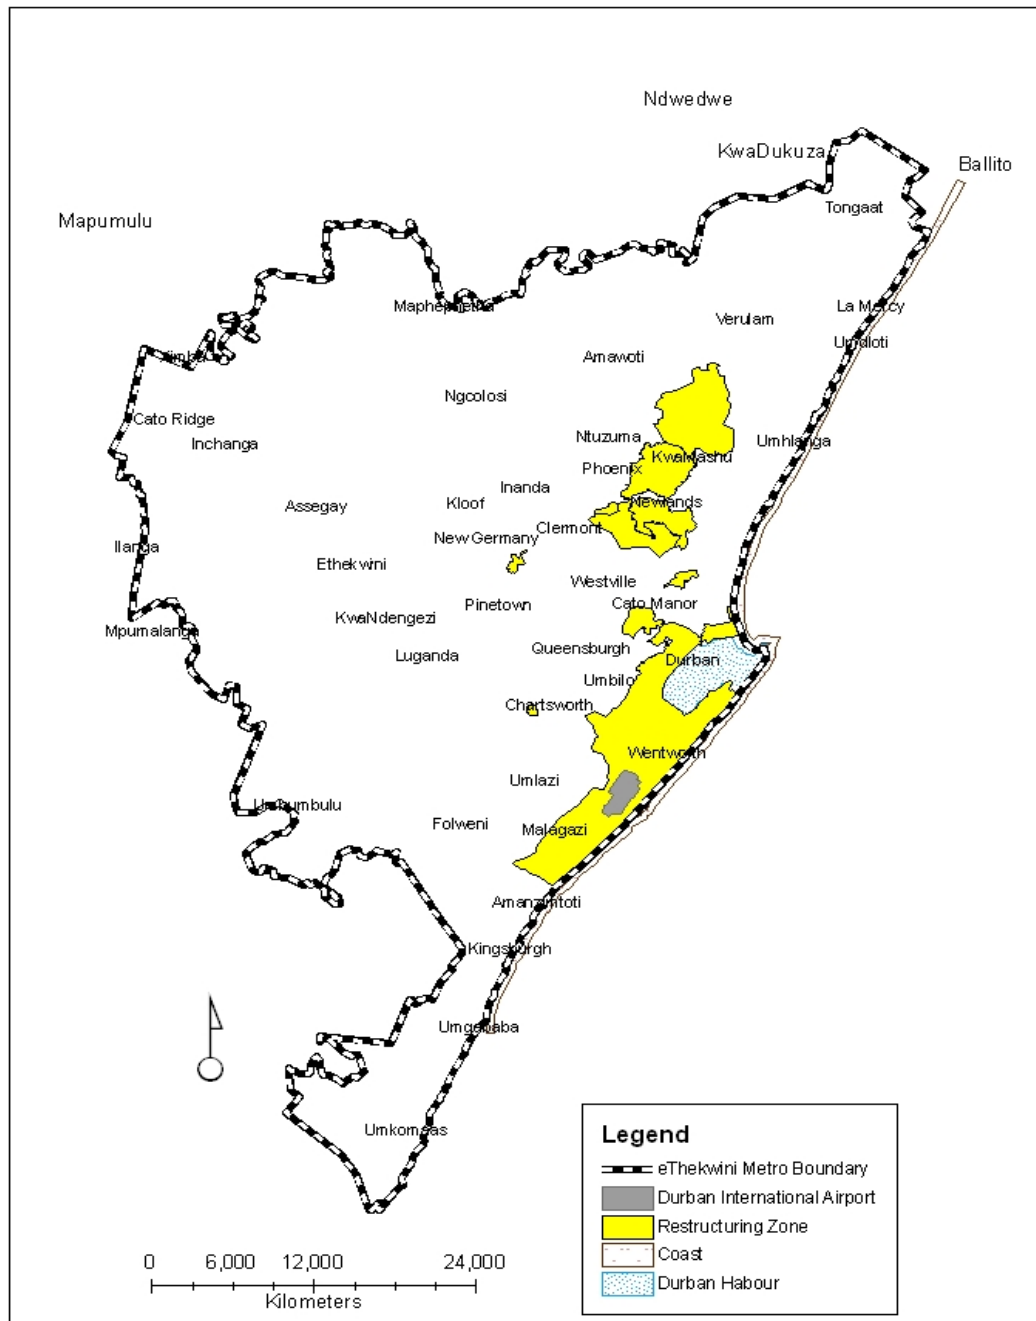 Ndwedwe
KwaDukuza
Ballito
Mapumulu
Tongaat
Maphephetha
La Mercy
Verulam
Umdloti
Amawoti
Ngcolosi
Cato Ridge
Inchanga
Ntuzuma
Umhlanga
KwaMashu
Phoenix
Inanda
Assegay
Kloof
Newlands
Clermont
New Germany
Ilanga
Ethekwini
Westville
Cato Manor
Pinetown
KwaNdengezi
Mpumalanga
Queensburgh
Luganda
Durban
Umbilo
Chartsworth
Wentworth
Umlazi
Umbumbulu
Folweni
Malagazi
Amanzimtoti
Kingsburgh
Umgababa
Umkomaas
Legend
eThekwini Metro Boundary
Durban International Airport
Restructuring Zone
Coast
Durban Habour
0 6,000 12,000 24,000
Kilometers